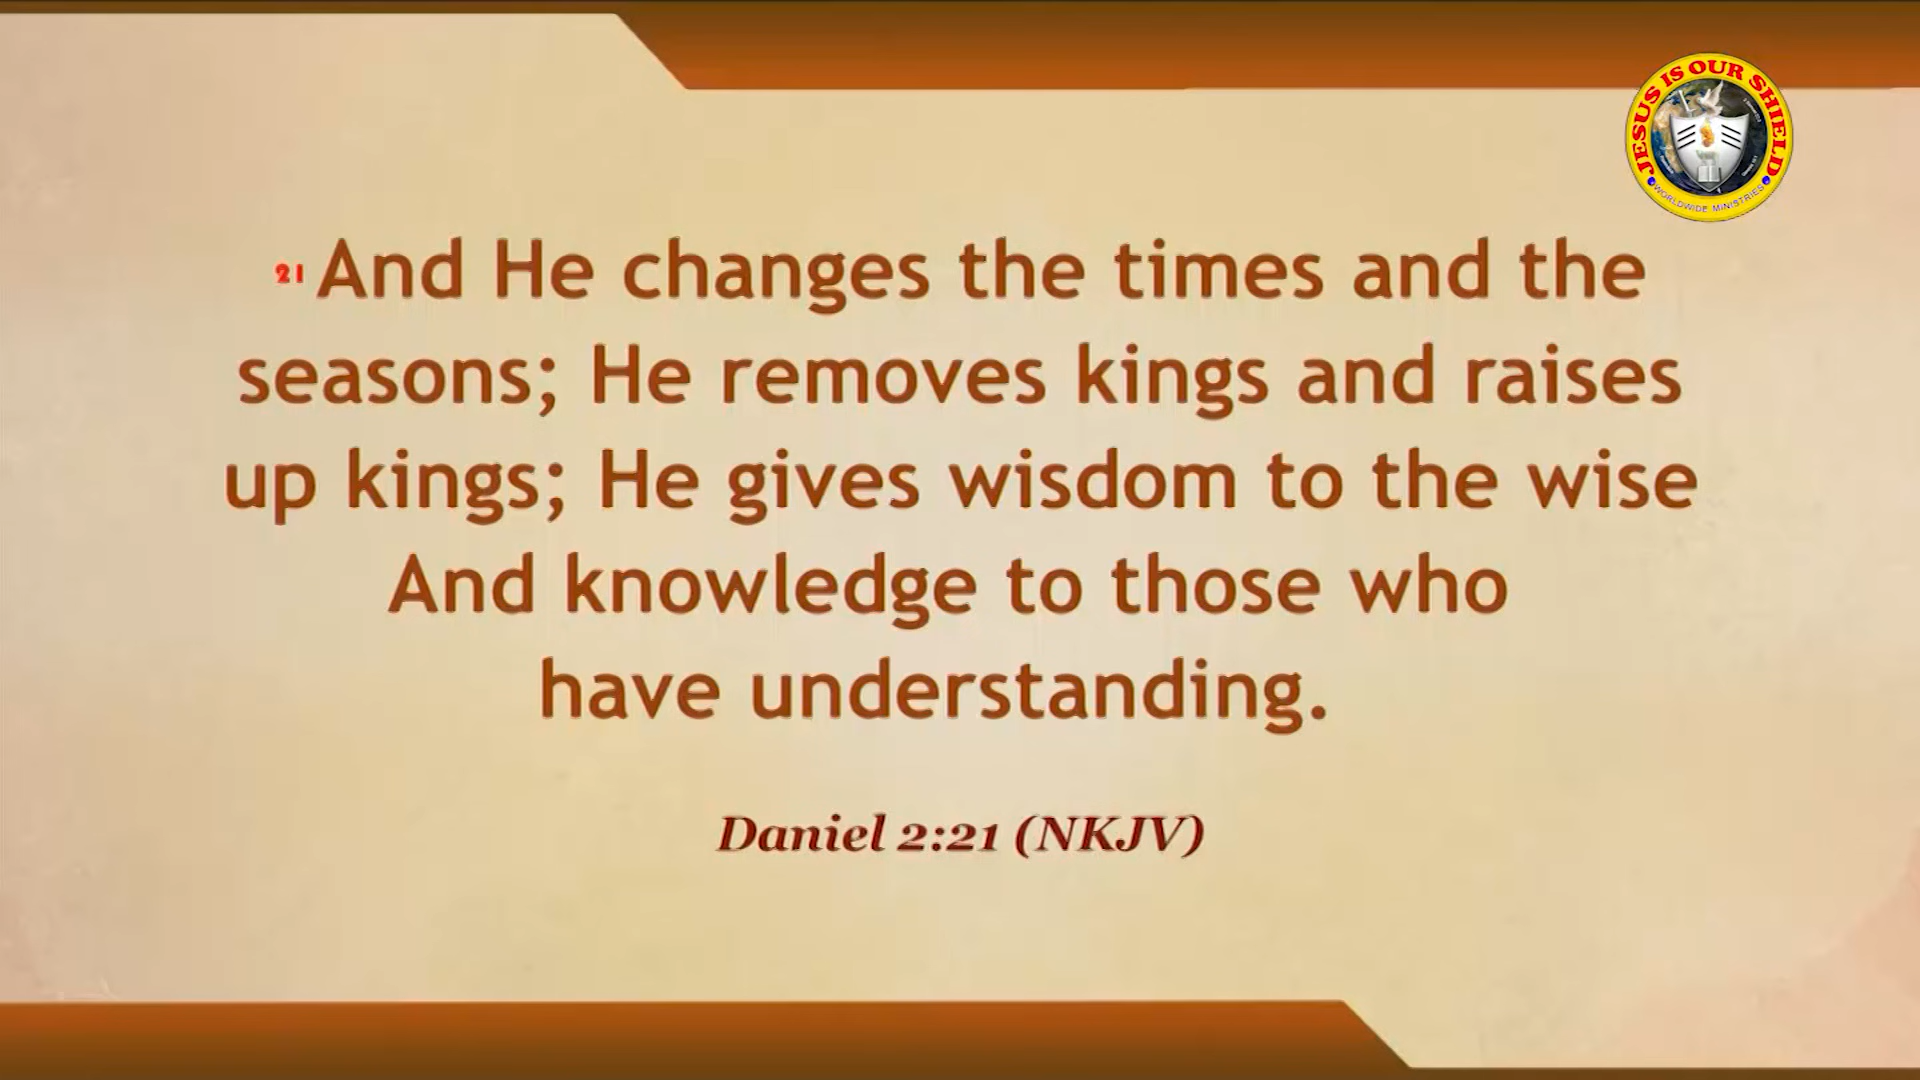 JESUS IS OUR SHIELD
WORLDWIDE MINISTRIES
21 And He changes the times and the
seasons; He removes kings and raises
up kings; He gives wisdom to the wise
And knowledge to those who
have understanding.
Daniel 2:21 (NKJV)